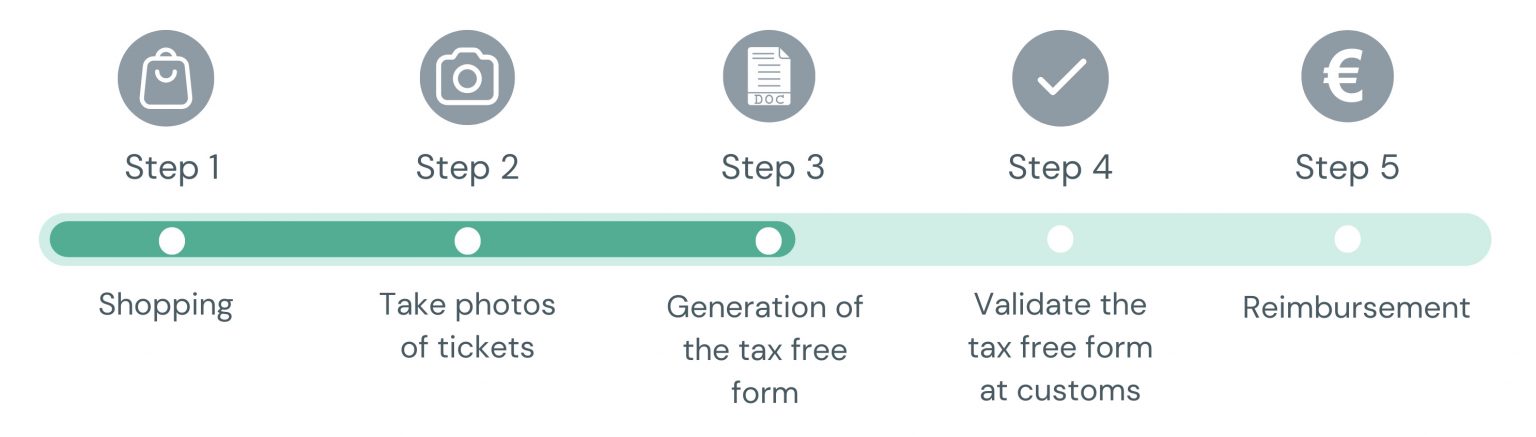 DOC
€
Step 1
Step 2
Step 3
Step 4
Step 5
Shopping
Take photos
of tickets
Generation of
the tax free
form
Validate the
tax free form
at customs
Reimbursement